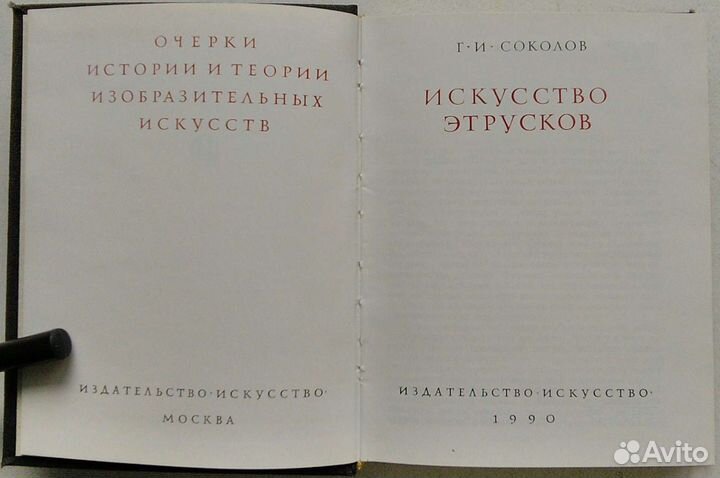 ОЧЕРКИ
ИСТОРИИ И ТЕОРИИ
ИЗОБРАЗИТЕЛЬНЫХ
ИСКУССТВ
ИЗДАТЕЛЬСТВО·ИСКУССТВО·
МОСКВА
Г·И·СОКОЛОВ
ИСКУССТВО
ЭТРУСКОВ
ИЗДАТЕЛЬСТВО·ИСКУССТВО·
1990
Avito